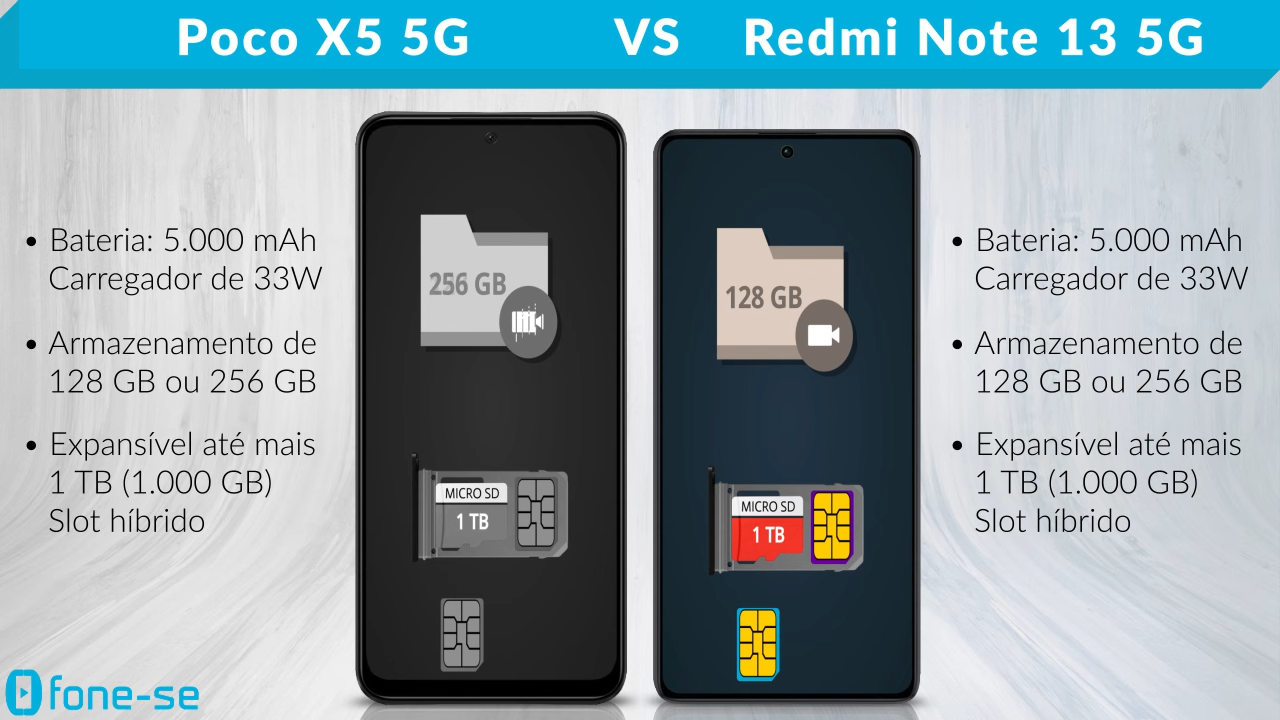 Poco X5 5G VS Redmi Note 13 5G
• Bateria: 5.000 mAh
Carregador de 33W
• Armazenamento de
128 GB ou 256 GB
• Expansível até mais
1 TB (1.000 GB)
Slot híbrido
256 GB
MICRO SD
1 TB
128 GB
MICRO SD
1 TB
• Bateria: 5.000 mAh
Carregador de 33W
• Armazenamento de
128 GB ou 256 GB
• Expansível até mais
1 TB (1.000 GB)
Slot híbrido
fone-se